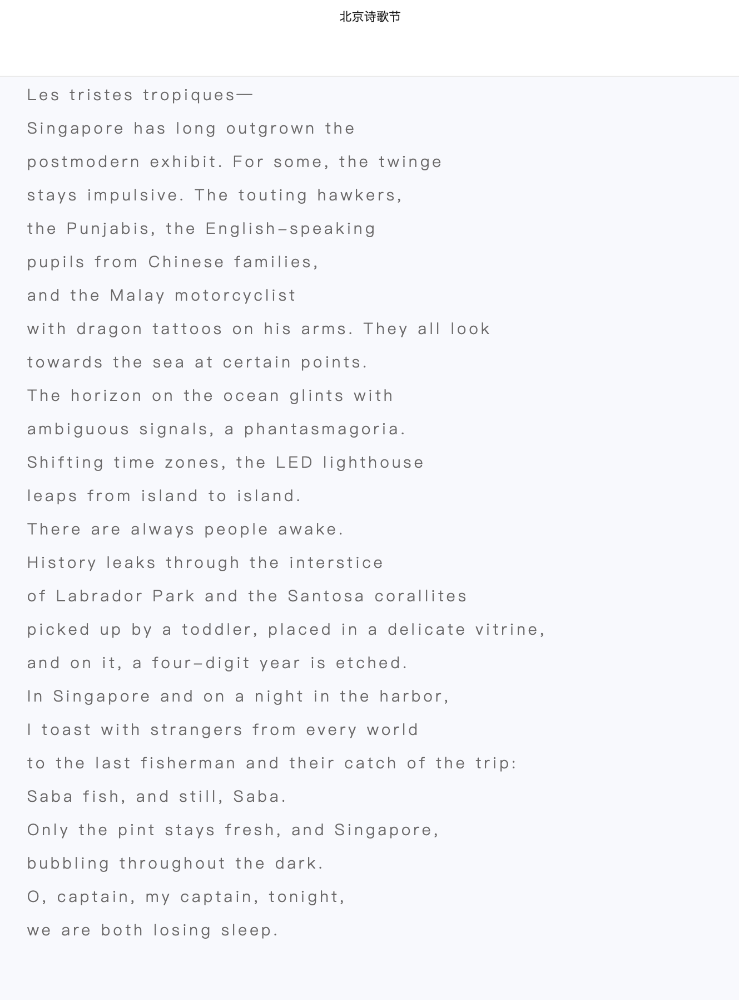 北京诗歌节
Les tristes tropiques—
Singapore has long outgrown the
postmodern exhibit. For some, the twinge
stays impulsive. The touting hawkers,
the Punjabis, the English-speaking
pupils from Chinese families,
and the Malay motorcyclist
with dragon tattoos on his arms. They all look
towards the sea at certain points.
The horizon on the ocean glints with
ambiguous signals, a phantasmagoria.
Shifting time zones, the LED lighthouse
leaps from island to island.
There are always people awake.
History leaks through the interstice
of Labrador Park and the Santosa corallites
picked up by a toddler, placed in a delicate vitrine,
and on it, a four-digit year is etched.
In Singapore and on a night in the harbor,
I toast with strangers from every world
to the last fisherman and their catch of the trip:
Saba fish, and still, Saba.
Only the pint stays fresh, and Singapore,
bubbling throughout the dark.
O, captain, my captain, tonight,
we are both losing sleep.